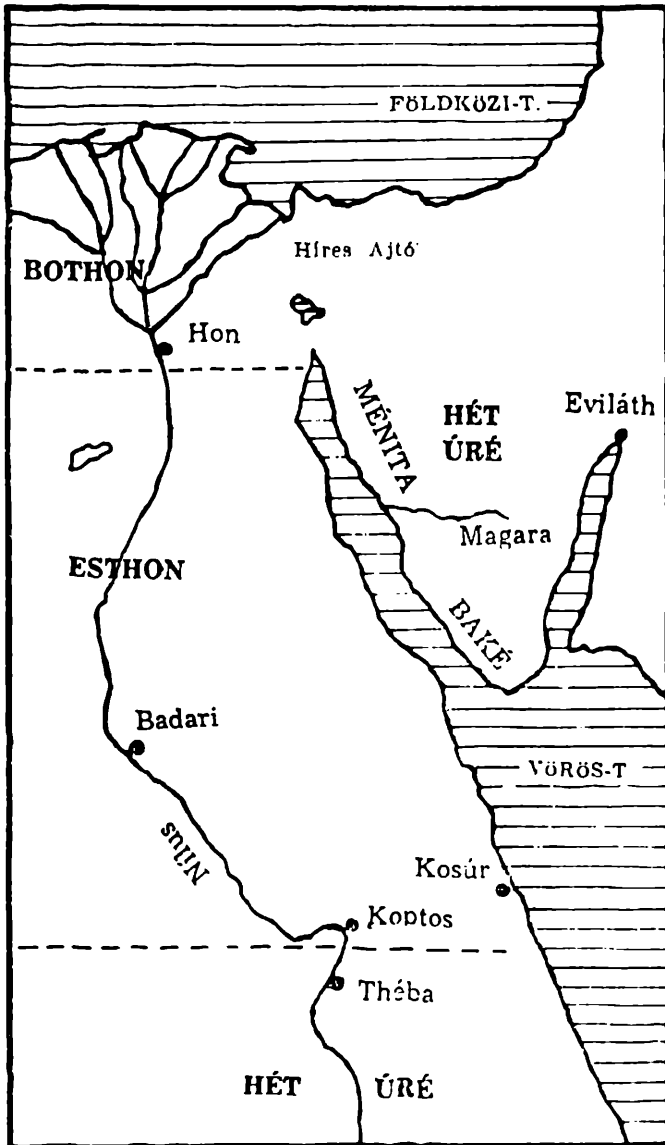 FÖLDKÖZI-T.
BOTHON
Híres Ajtó
Hon
MÉNITA
HÉT
ÚRÉ
Eviláth
Magara
ESTHON
BAKÉ
Badari
VÖRÖS-T
Nilus
Kosúr
Koptos
Théba
HÉT ÚRÉ